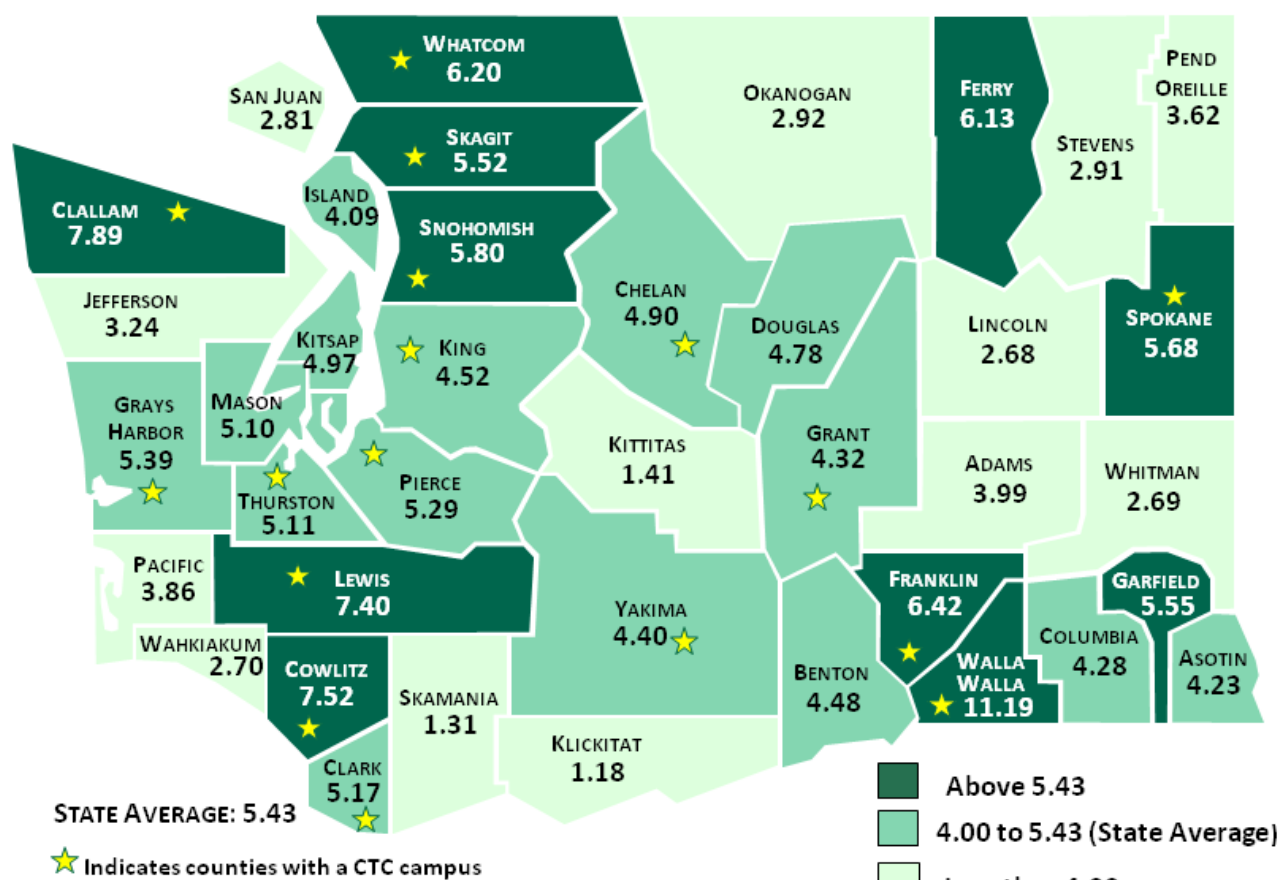 WHATCOM
6.20
SAN JUAN
2.81
SKAGIT
5.52
OKANOGAN
2.92
FERRY
6.13
PEND
OREILLE
3.62
STEVENS
2.91
CLALLAM
7.89
ISLAND
4.09
SNOHOMISH
5.80
JEFFERSON
3.24
KITSAP
4.97
KING
4.52
CHELAN
4.90
DOUGLAS
4.78
LINCOLN
2.68
SPOKANE
5.68
GRAYS
HARBOR
5.39
MASON
5.10
THURSTON
5.11
PIERCE
5.29
KITTITAS
1.41
GRANT
4.32
ADAMS
3.99
WHITMAN
2.69
PACIFIC
3.86
LEWIS
7.40
YAKIMA
4.40
FRANKLIN
6.42
GARFIELD
5.55
WAHKIAKUM
2.70
COWLITZ
7.52
SKAMANIA
1.31
BENTON
4.48
WALLA
WALLA
11.19
COLUMBIA
4.28
ASOTIN
4.23
CLARK
5.17
KLICKITAT
1.18
STATE AVERAGE: 5.43
Indicates counties with a CTC campus
Above 5.43
4.00 to 5.43 (State Average)